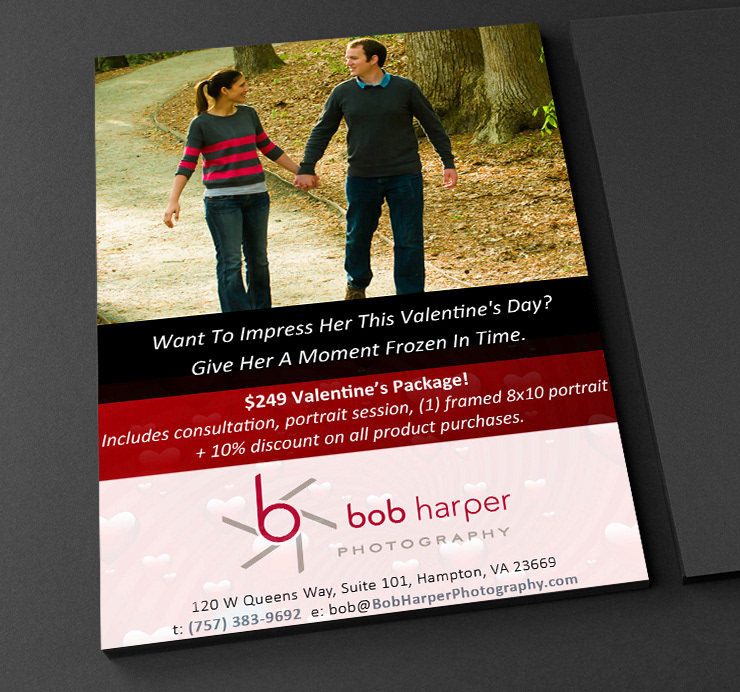 Want To Impress Her This Valentine's Day?
Give Her A Moment Frozen In Time.
$249 Valentine's Package!
Includes consultation, portrait session, (1) framed 8x10 portrait
+ 10% discount on all product purchases.
b bob harper
PHOTOGRAPHY
120 W Queens Way, Suite 101, Hampton, VA 23669
t: (757) 383-9692 e: bob@BobHarperPhotography.com